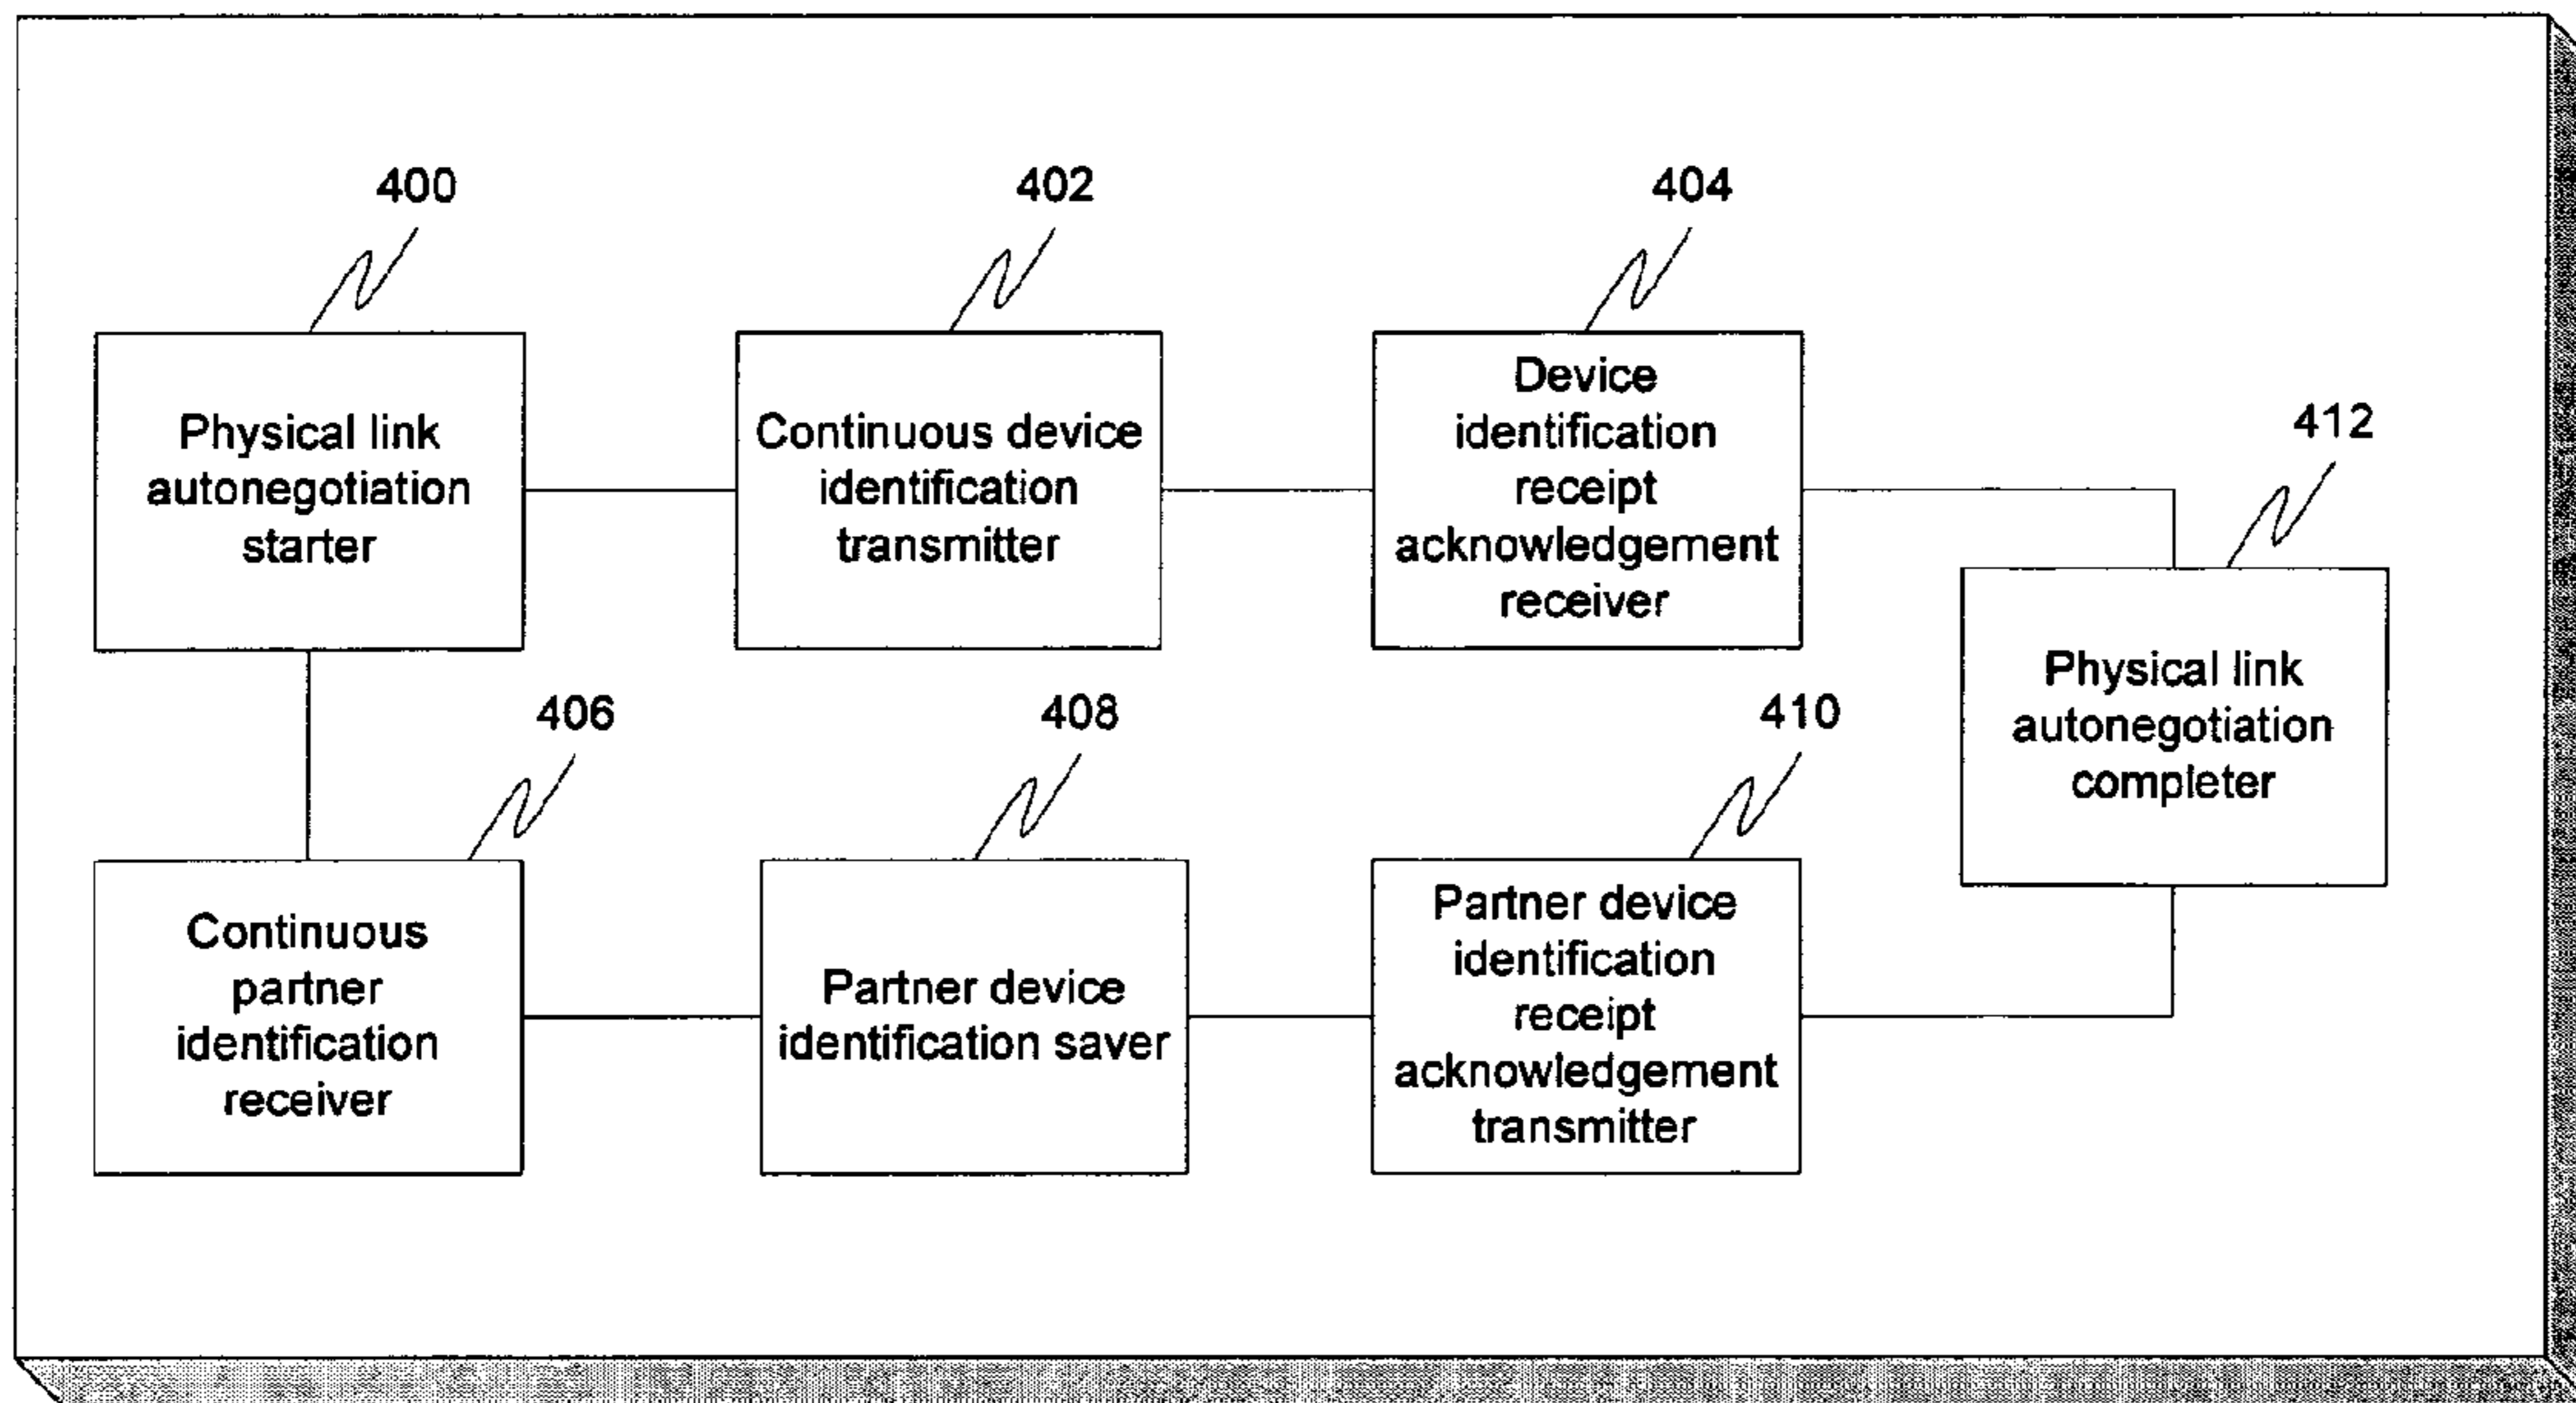 400
402
404
Physical link
autonegotiation
starter
Continuous device
identification
transmitter
Device
identification
receipt
acknowledgement
receiver
412
Physical link
autonegotiation
completer
406
408
410
Continuous
partner
identification
receiver
Partner device
identification saver
Partner device
identification
receipt
acknowledgement
transmitter